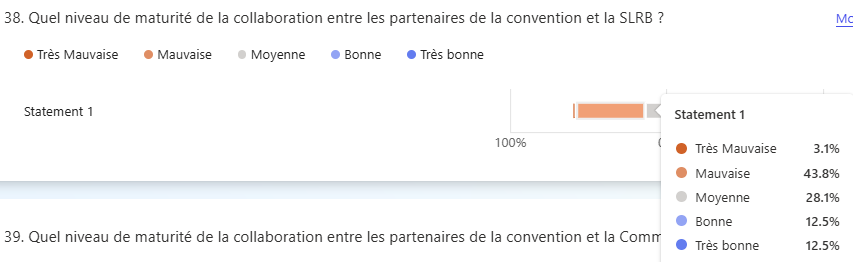 38. Quel niveau de maturité de la collaboration entre les partenaires de la convention et la SLRB ?
Très Mauvaise Mauvaise Moyenne Bonne Très bonne
Statement 1
100%
Statement 1
Très Mauvaise 3.1%
Mauvaise 43.8%
Moyenne 28.1%
Bonne 12.5%
Très bonne 12.5%
39. Quel niveau de maturité de la collaboration entre les partenaires de la convention et la